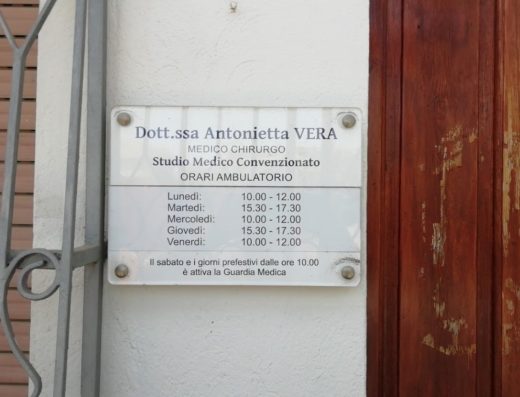 Dott.ssa Antonietta VERA
MEDICO CHIRURGO
Studio Medico Convenzionato
ORARI AMBULATORIO
Lunedì: 10.00 - 12.00
Martedì: 15.30 - 17.30
Mercoledì: 10.00 - 12.00
Giovedì: 15.30 - 17.30
Venerdì: 10.00 - 12.00
Il sabato e i giorni prefestivi dalle ore 10.00
è attiva la Guardia Medica